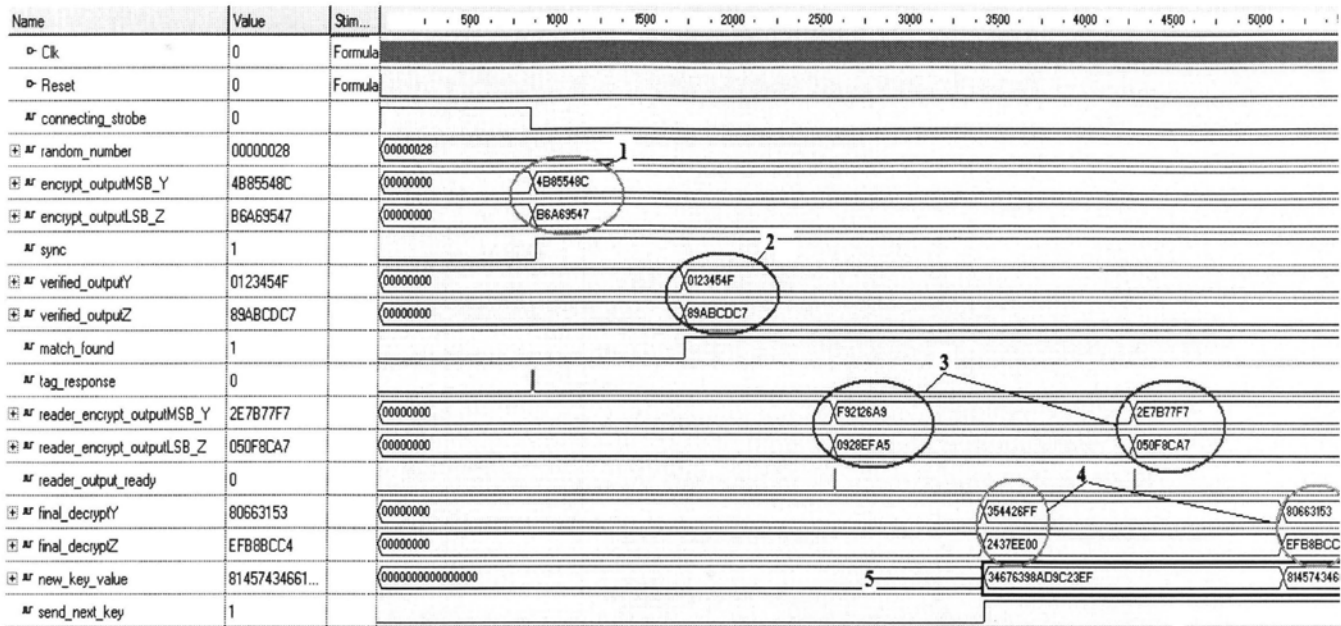 Name Value Stim... 500 1000 1500 2000 2500 3000 3500 4000 4500 5000
Clk 0 Formula
Reset 0 Formula
connecting_strobe 0
random_number 00000028 00000028 1
encrypt_outputMSB_Y 4B85548C 00000000 4B85548C
encrypt_outputLSB_Z B6A69547 00000000 B6A69547
sync 1 2
verified_outputY 0123454F 00000000 0123454F
verified_outputZ 89ABCDC7 00000000 89ABCDC7
match_found 1
tag_response 0 3
reader_encrypt_outputMSB_Y 2E7B77F7 00000000 F92126A9 2E7B77F7
reader_encrypt_outputLSB_Z 050F8CA7 00000000 0928EFA5 050F8CA7
reader_output_ready 0 4
final_decryptY 80663153 00000000 354426FF 80663153
final_decryptZ EFB8BCC4 00000000 2437EE00 EFB8BCC
new_key_value 81457434661... 0000000000000000 5 34676398AD9C23EF 814574346
send_next_key 1